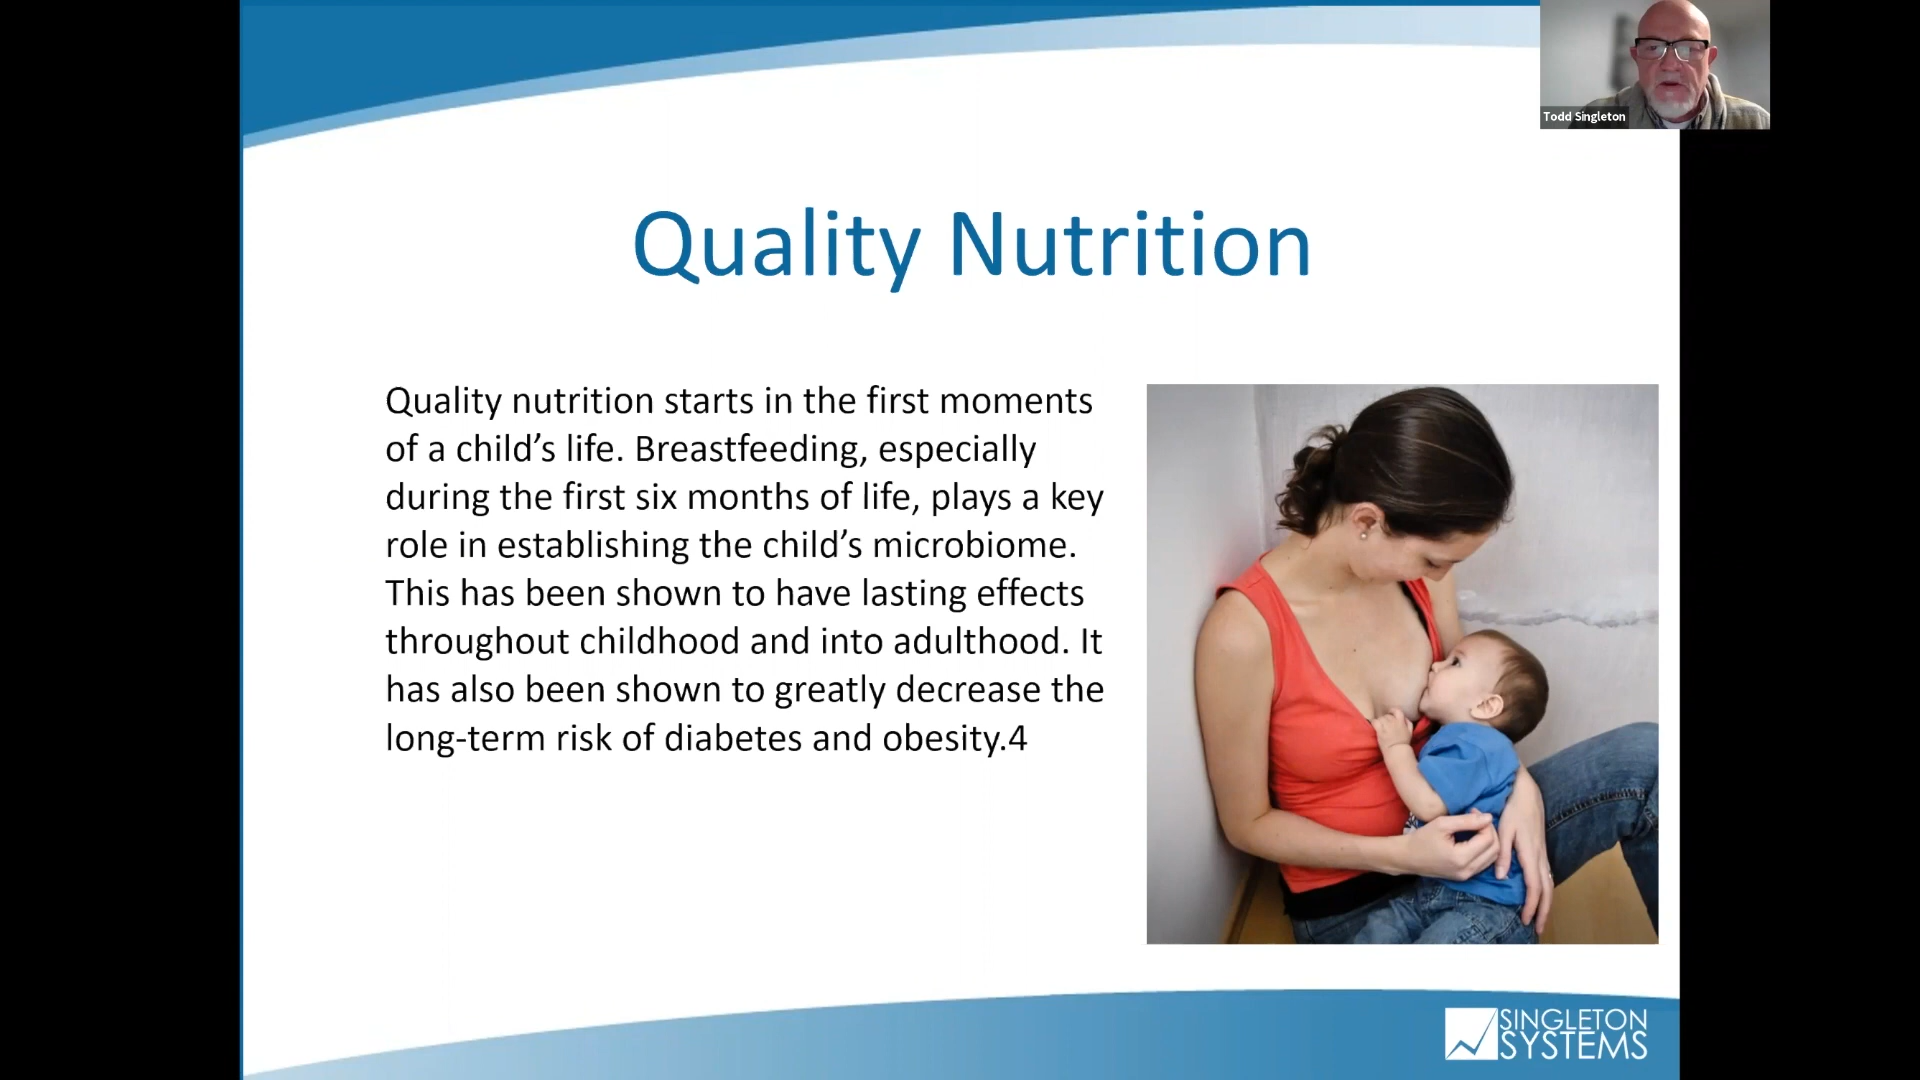 Todd Singleton
Quality Nutrition
Quality nutrition starts in the first moments
of a child’s life. Breastfeeding, especially
during the first six months of life, plays a key
role in establishing the child’s microbiome.
This has been shown to have lasting effects
throughout childhood and into adulthood. It
has also been shown to greatly decrease the
long-term risk of diabetes and obesity.4
SINGLETON
SYSTEMS